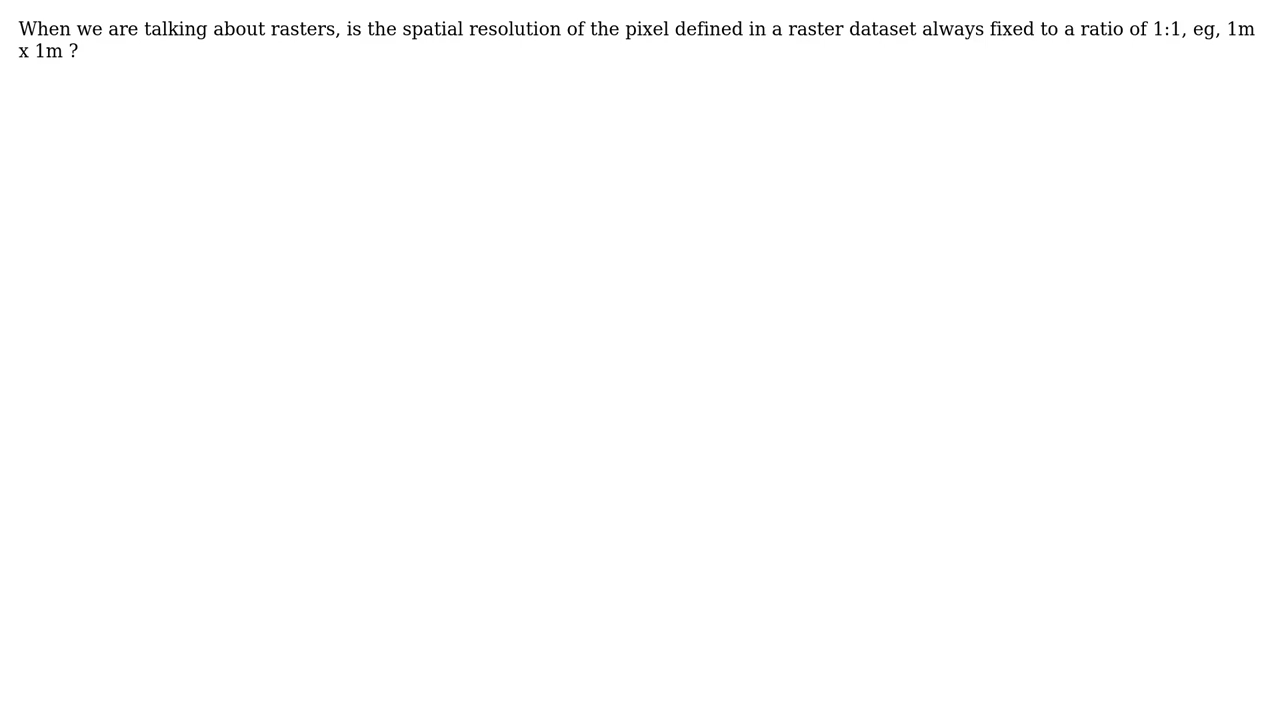 When we are talking about rasters, is the spatial resolution of the pixel defined in a raster dataset always fixed to a ratio of 1:1, eg, 1m
x 1m ?